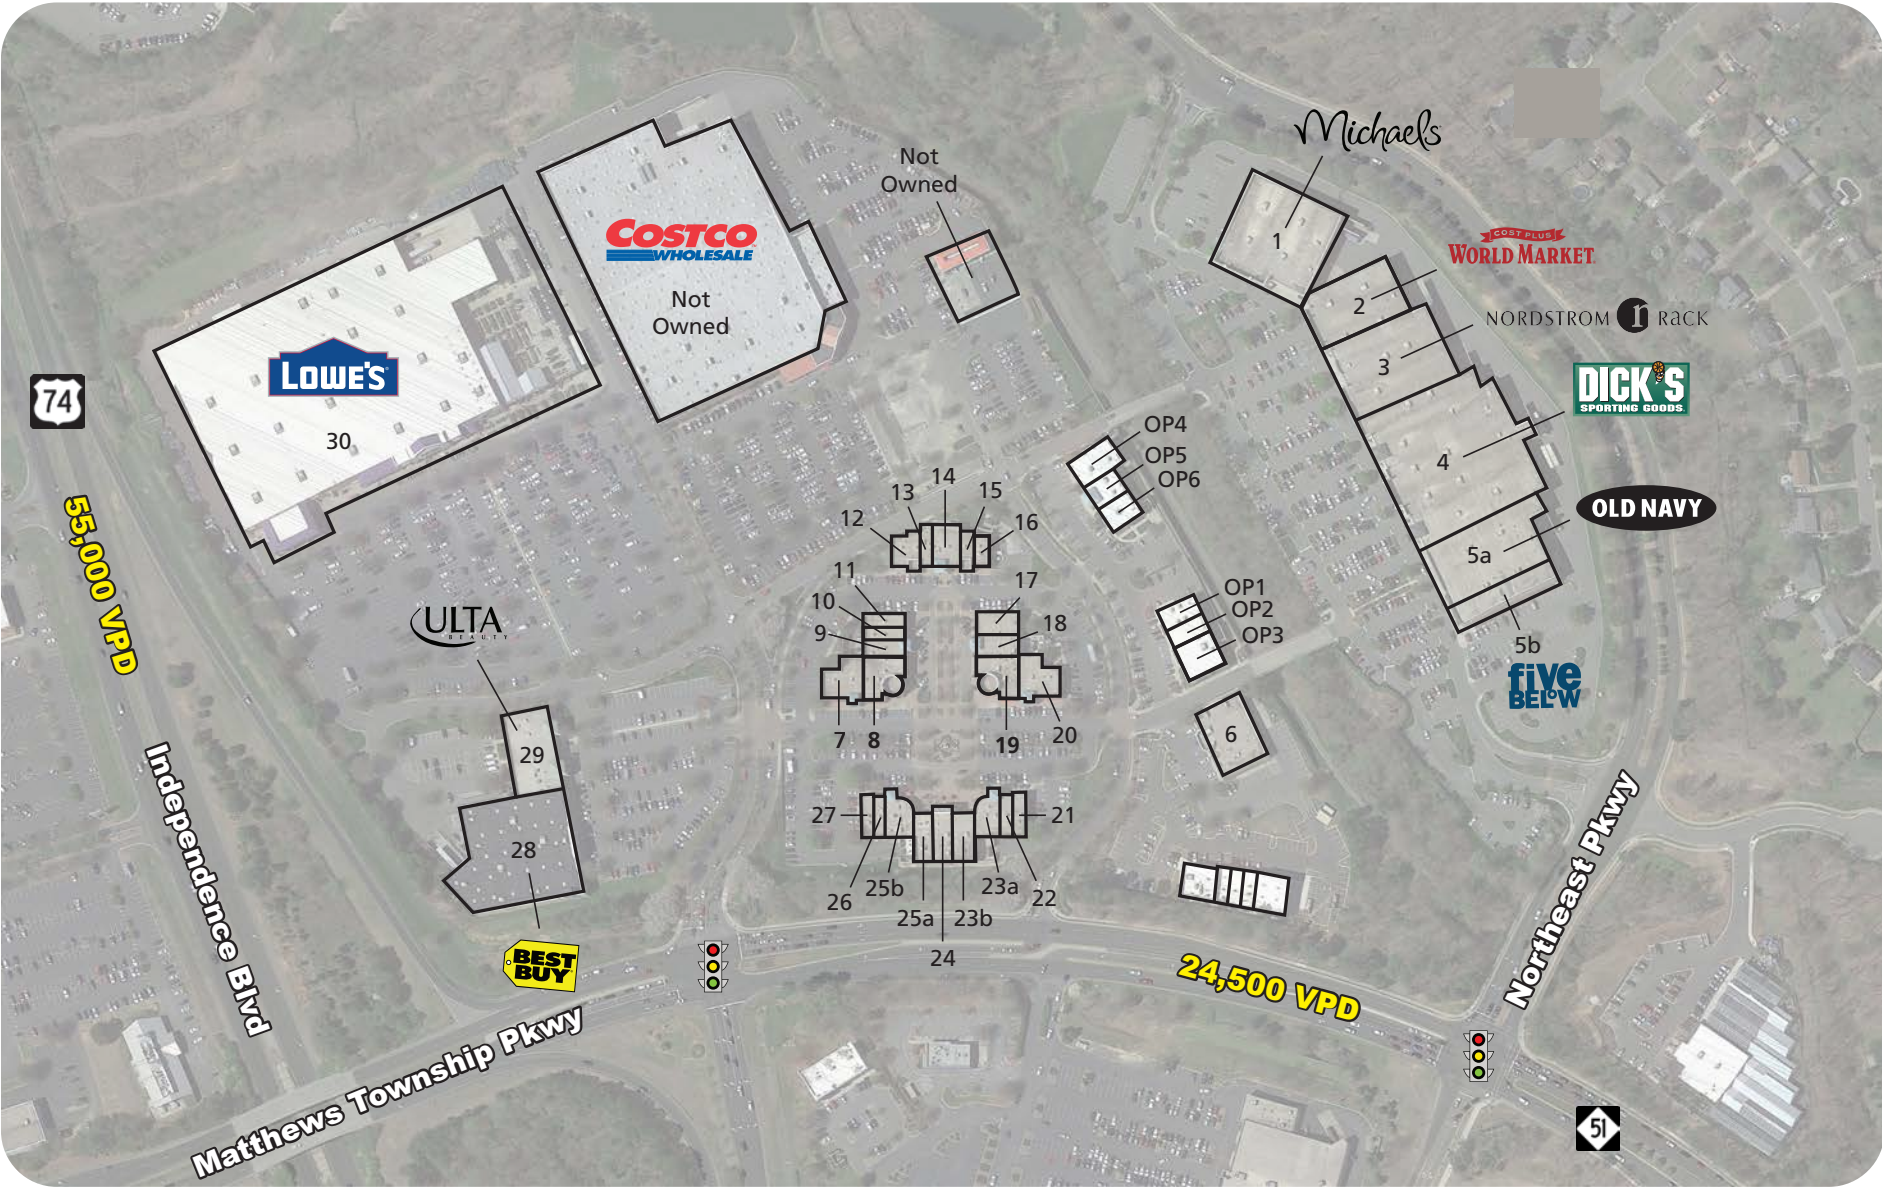 Michaels
Not
Owned
COSTCO
WHOLESALE
Not
Owned
1
COST PLUS
WORLD MARKET
2
NORDSTROM r RACK
3
DICK'S
SPORTING GOODS
4
LOWE'S
30
74
OP4
OP5
OP6
OLD NAVY
5a
5b
five
BELOW
55,000 VPD
12
13
14
15
16
11
10
9
17
18
7
8
19
20
OP1
OP2
OP3
6
ULTA
BEAUTY
29
28
BEST
BUY
27
26
25b
25a
24
23b
23a
22
21
Independence Blvd
Matthews Township Pkwy
24,500 VPD
Northeast Pkwy
51